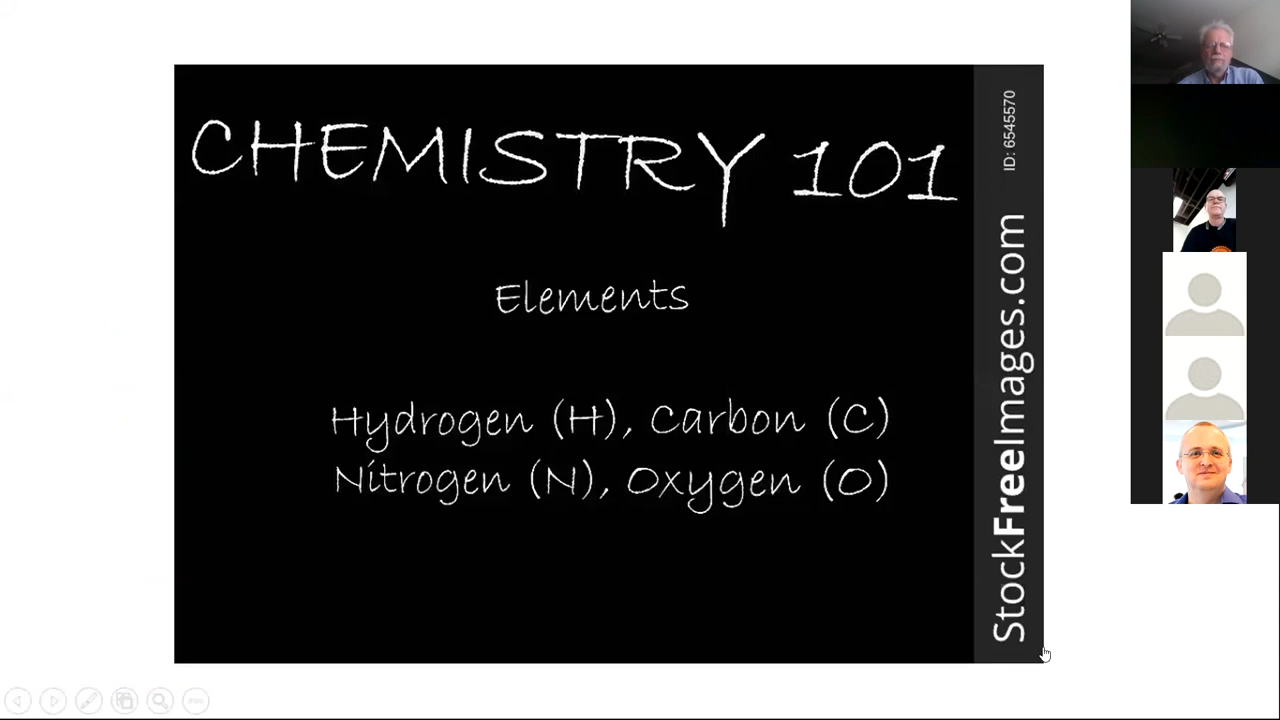 CHEMISTRY 101
Elements
Hydrogen (H), Carbon (C)
Nitrogen (N), Oxygen (O)
ID: 6545570
StockFreeImages.com